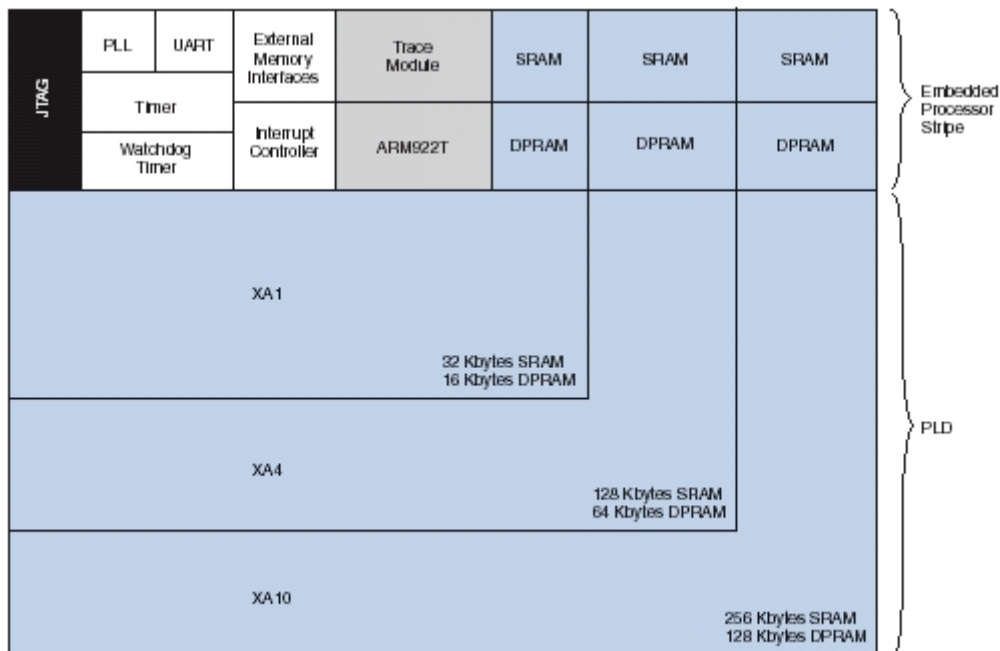 JTAG
PLL
UART
External
Memory
Interfaces
Trace
Module
SRAM
SRAM
SRAM
Timer
Watchdog
Timer
Interrupt
Controller
ARM922T
DPRAM
DPRAM
DPRAM
Embedded
Processor
Stripe
XA1
32 Kbytes SRAM
16 Kbytes DPRAM
XA4
128 Kbytes SRAM
64 Kbytes DPRAM
XA10
256 Kbytes SRAM
128 Kbytes DPRAM
PLD